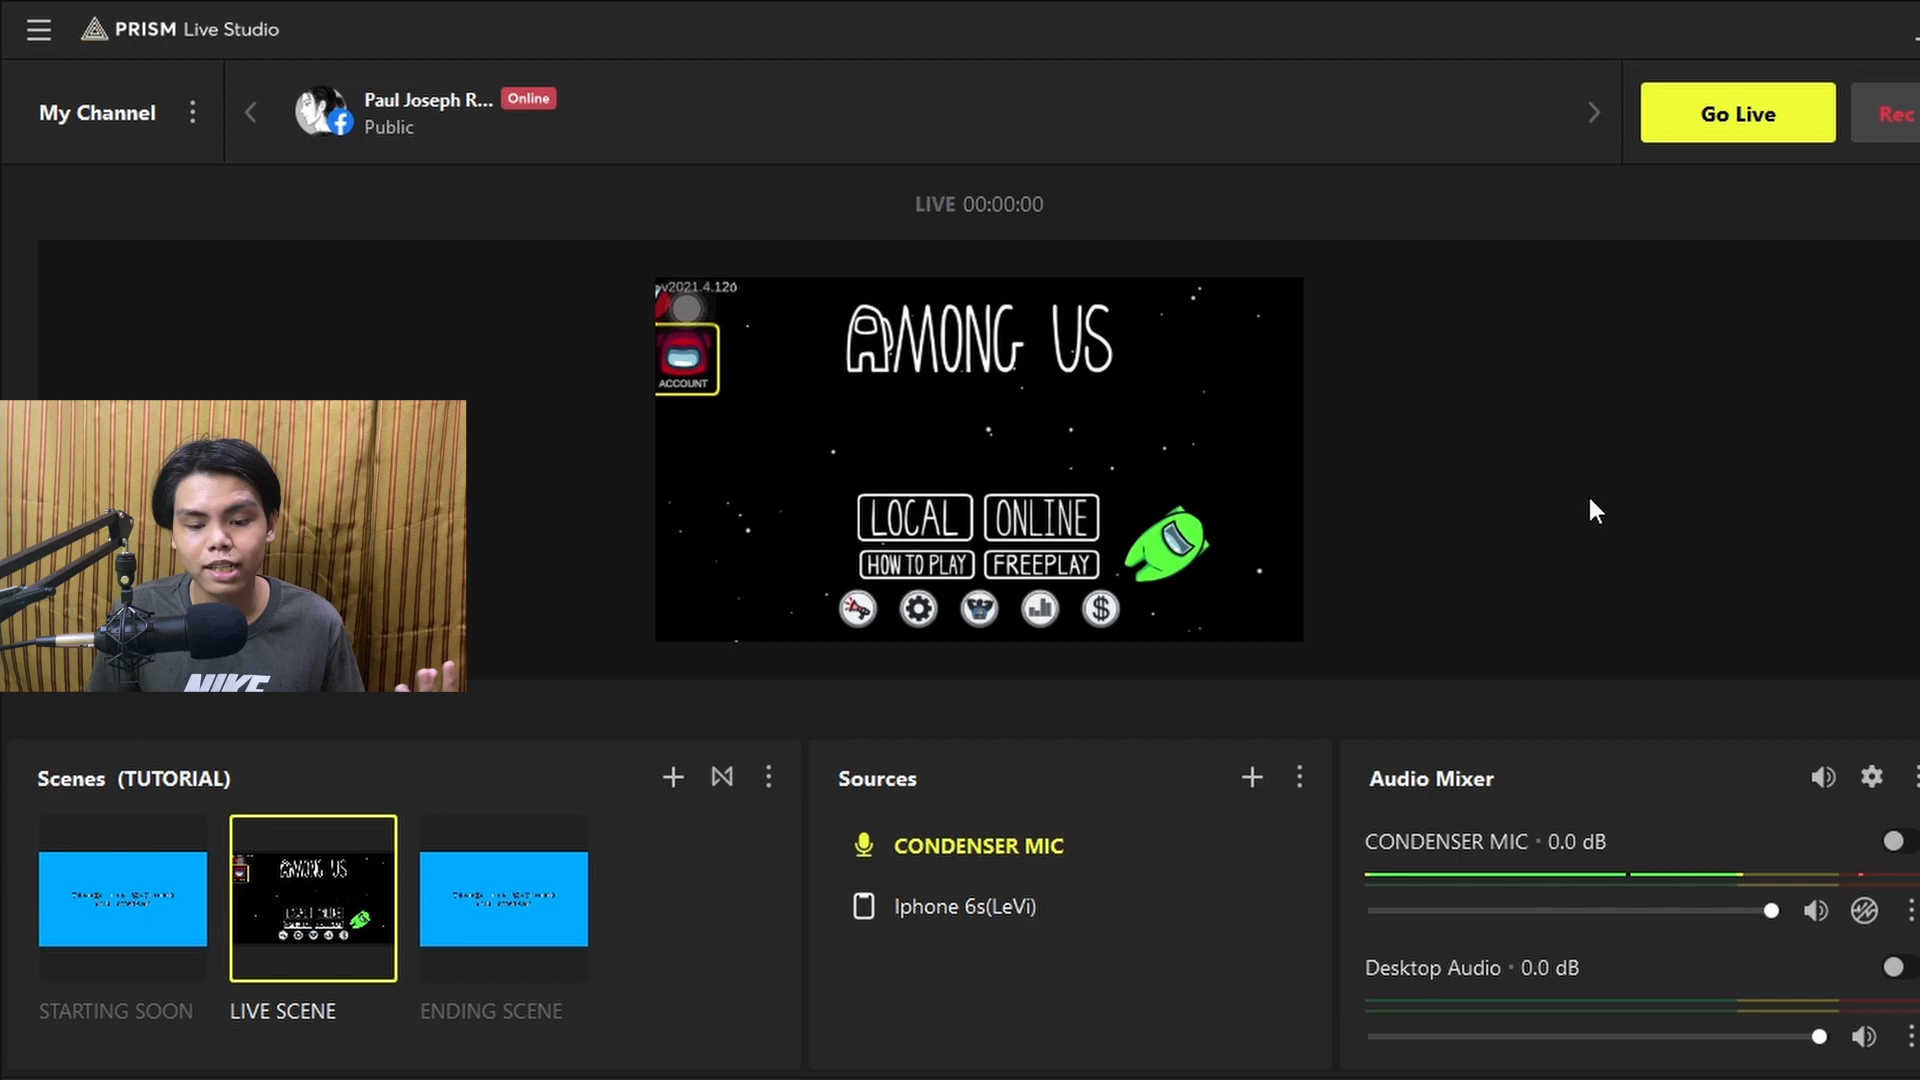 PRISM Live Studio
My Channel
Paul Joseph R... Online
Public
Go Live
Rec
LIVE 00:00:00
v2021.4.12
ACCOUNT
AMONG US
LOCAL ONLINE
HOW TO PLAY FREEPLAY
NIKE
Scenes (TUTORIAL)
STARTING SOON
LIVE SCENE
ENDING SCENE
Sources
CONDENSER MIC
Iphone 6s(LeVi)
Audio Mixer
CONDENSER MIC • 0.0 dB
Desktop Audio • 0.0 dB